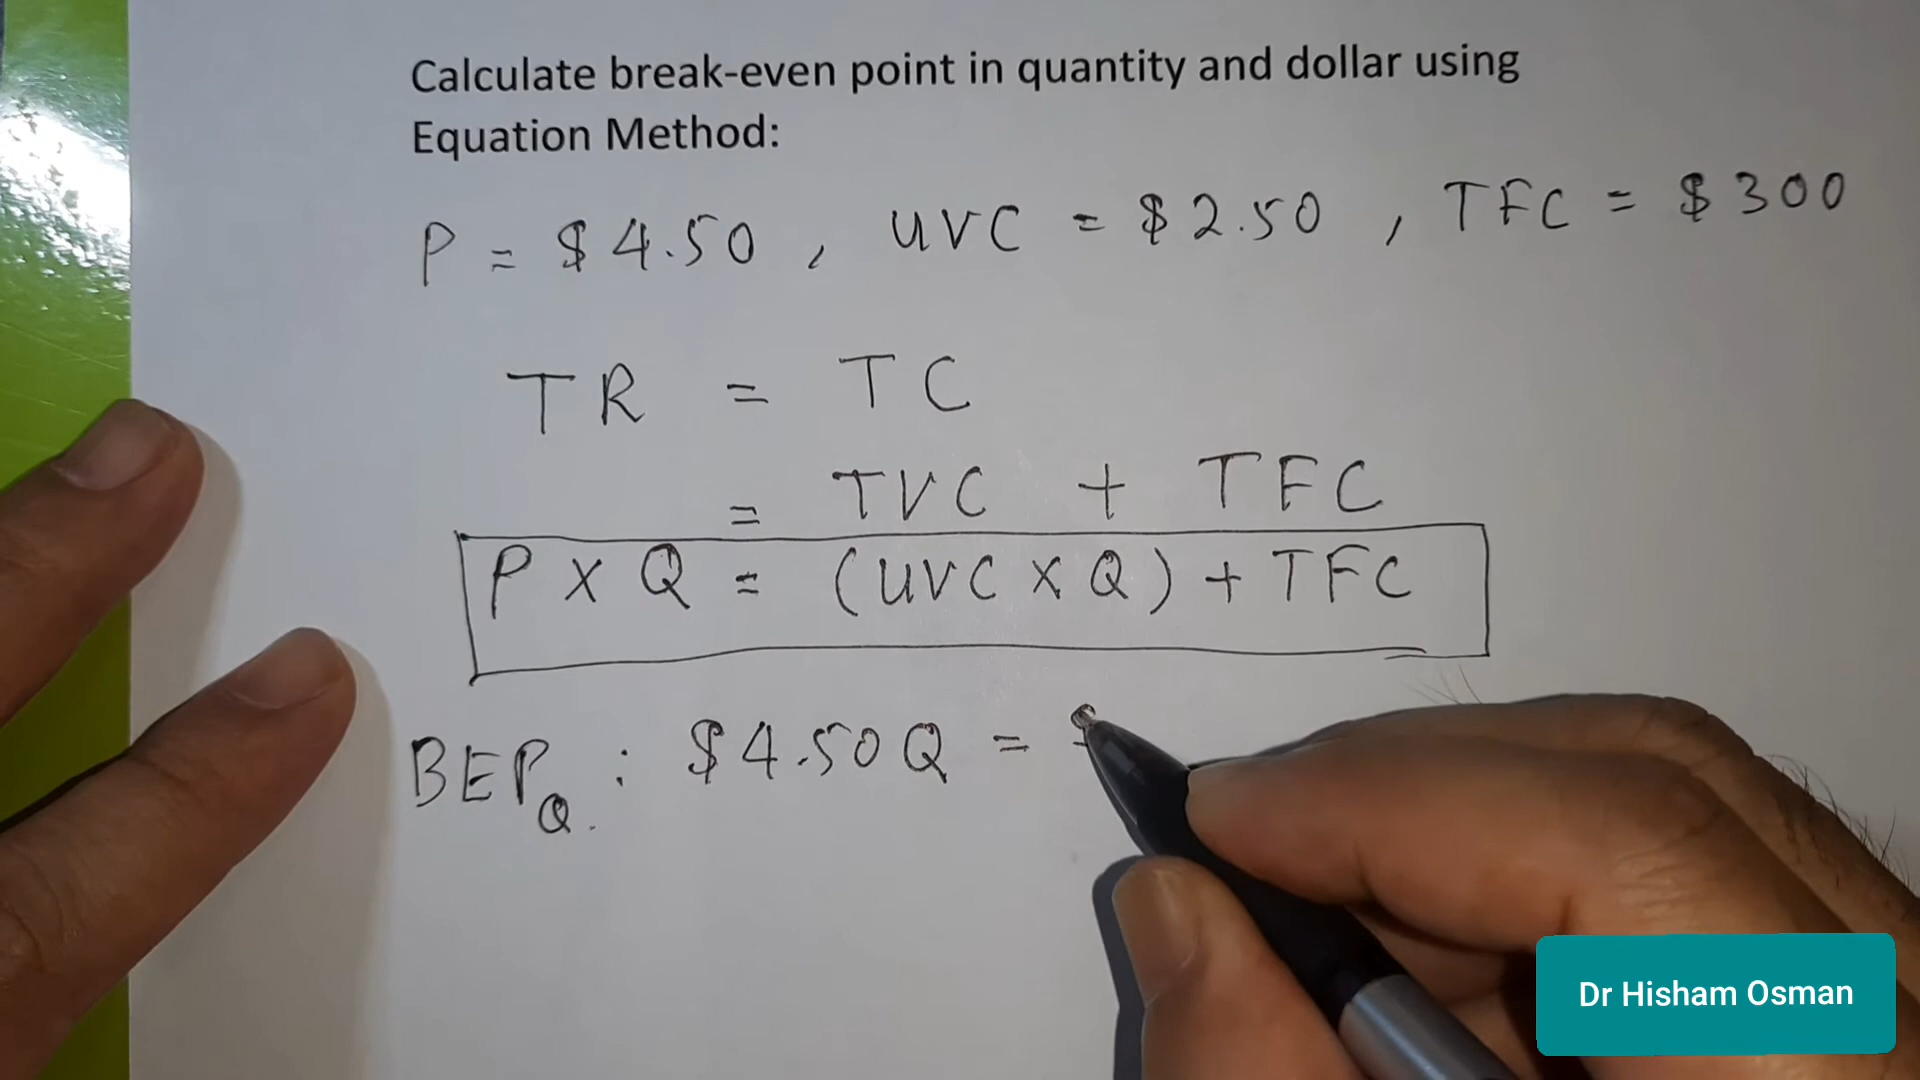 Calculate break-even point in quantity and dollar using
Equation Method:
P = $4.50 , UVC = $2.50 , TFC = $300
TR = TC
= TVC + TFC
P X Q = (UVC X Q) + TFC
BEPQ : $4.50Q = $
Dr Hisham Osman